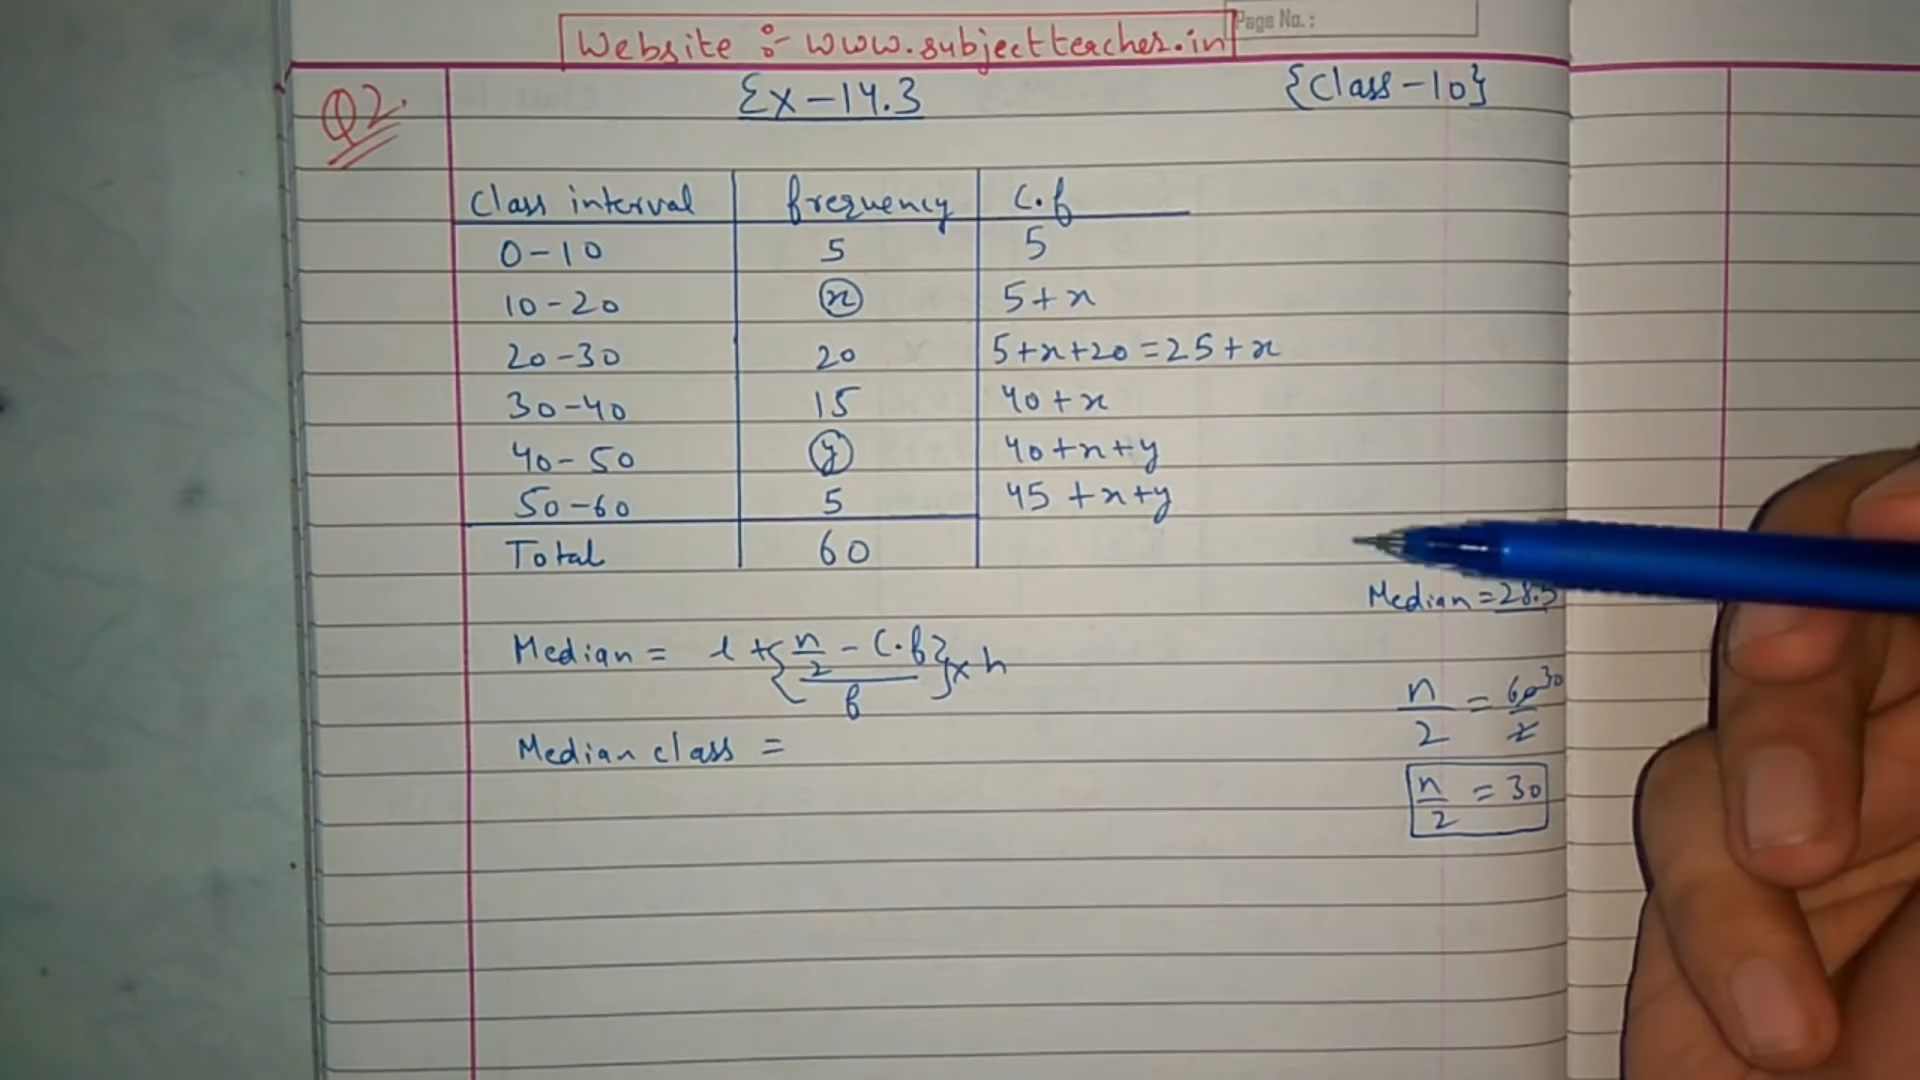 Website :- www.subjectteacher.in
Page No.:
Q2.
Ex-14.3
{Class-10}
Class interval frequency C.f
0-10 5 5
10-20 x 5+x
20-30 20 5+x+20=25+x
30-40 15 40+x
40-50 y 40+x+y
50-60 5 45+x+y
Total 60
Median=28.5
Median = l+{n/2 - C.f/f}×h
n/2 = 60/2 30
Median class =
n/2 = 30